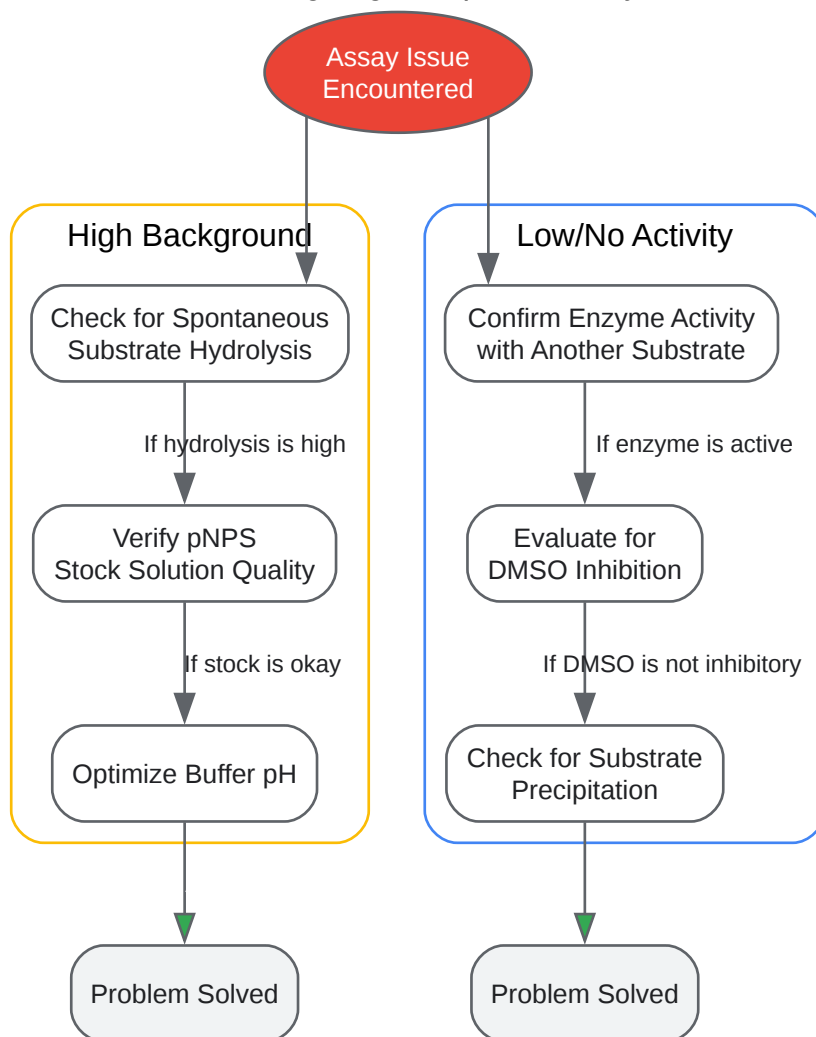 Assay Issue
Encountered
High Background
Check for Spontaneous
Substrate Hydrolysis
If hydrolysis is high
Verify pNPS
Stock Solution Quality
If stock is okay
Optimize Buffer pH
Problem Solved
Low/No Activity
Confirm Enzyme Activity
with Another Substrate
If enzyme is active
Evaluate for
DMSO Inhibition
If DMSO is not inhibitory
Check for Substrate
Precipitation
Problem Solved